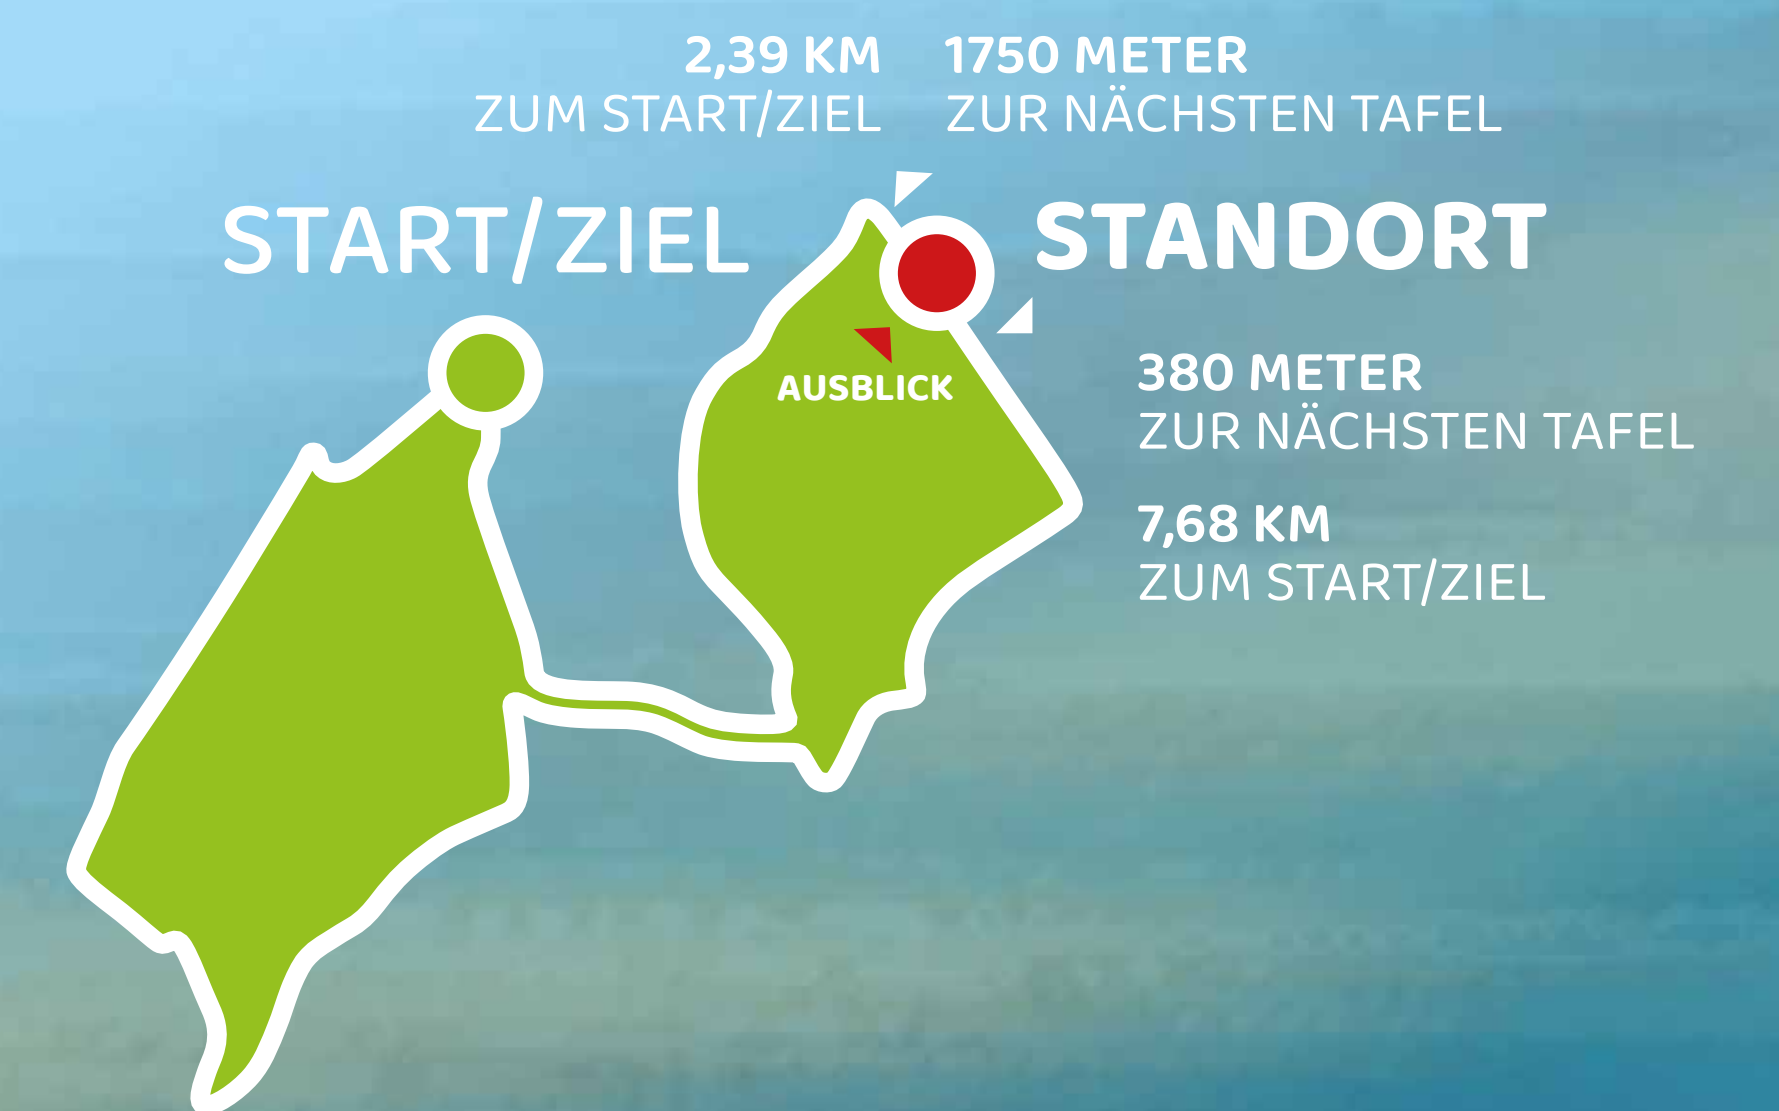 2,39 KM
ZUM START/ZIEL
1750 METER
ZUR NÄCHSTEN TAFEL
START/ZIEL
STANDORT
AUSBLICK
380 METER
ZUR NÄCHSTEN TAFEL
7,68 KM
ZUM START/ZIEL